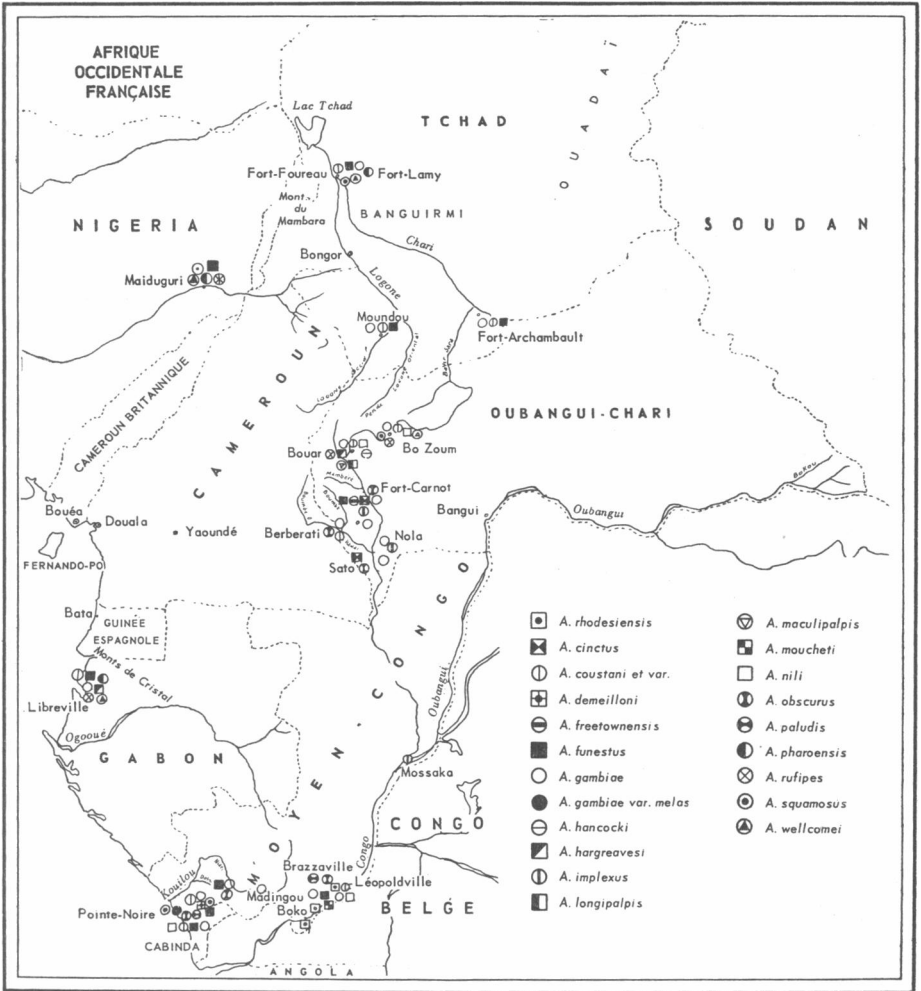 AFRIQUE
OCCIDENTALE
FRANÇAISE
Lac Tchad
TCHAD
OUADAÏ
Fort-Foureau
Fort-Lamy
Mont.
du
Mambara
BANGUIRMI
NIGERIA
SOUDAN
Chari
Bongor
Logone
Maiduguri
Moundou
Fort-Archambault
CAMEROUN BRITANNIQUE
CAMEROUN
OUBANGUI-CHARI
Bouar
Bo Zoum
Fort-Carnot
Bangui
Oubangui
Bouéa
Douala
Yaoundé
Berberati
Nola
FERNANDO-PO
Sato
Bata
GUINÉE
ESPAGNOLE
Monts de Cristal
Libreville
Ogooué
GABON
MOYEN-CONGO
Oubangui
Mossaka
CONGO
BELGE
Congo
Brazzaville
Léopoldville
Kouilou
Madingou
Boko
Pointe-Noire
CABINDA
ANGOLA
A. rhodesiensis
A. cinctus
A. coustani et var.
A. demeilloni
A. freetownensis
A. funestus
A. gambiae
A. gambiae var. melas
A. hancocki
A. hargreavesi
A. implexus
A. longipalpis
A. maculipalpis
A. moucheti
A. nili
A. obscurus
A. paludis
A. pharoensis
A. rufipes
A. squamosus
A. wellcomei